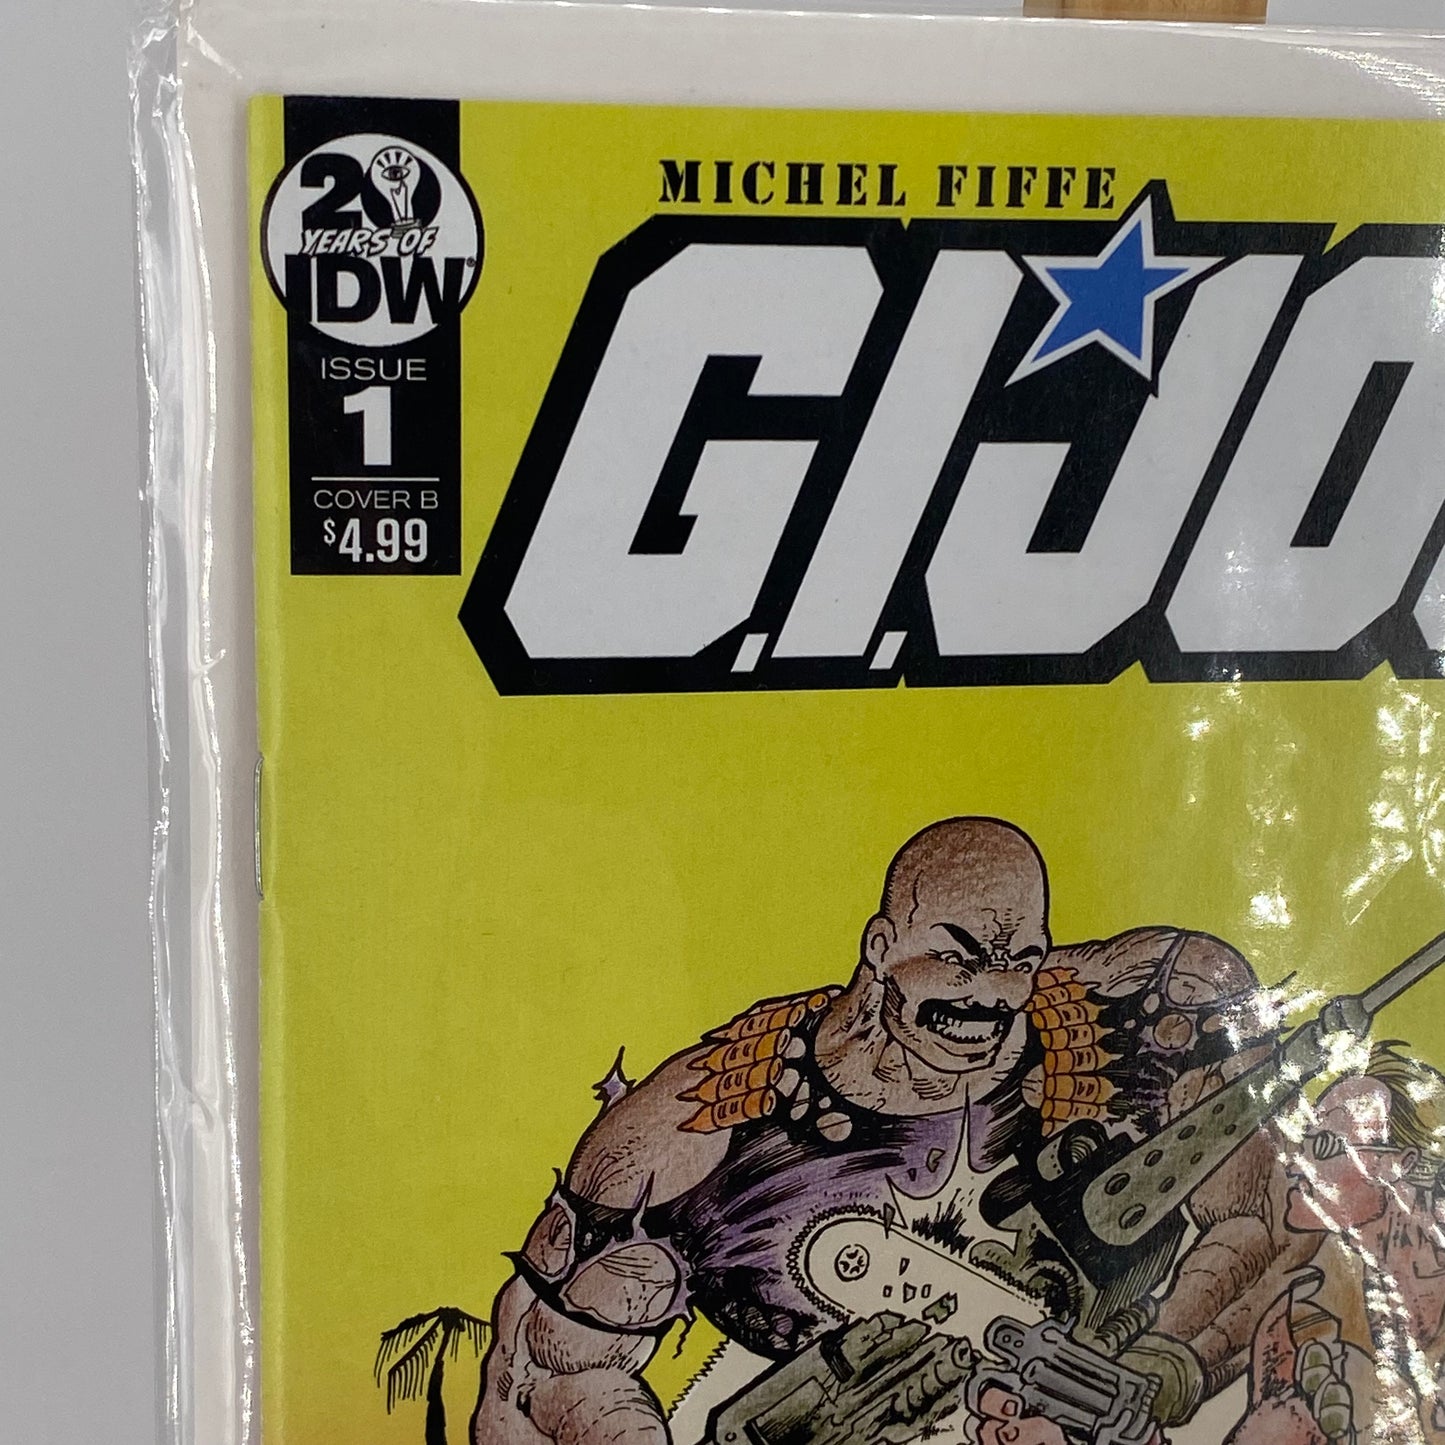 20
YEARS OF
IDW®
ISSUE
1
COVER B
$4.99
MICHEL FIFFE
G.I.JO